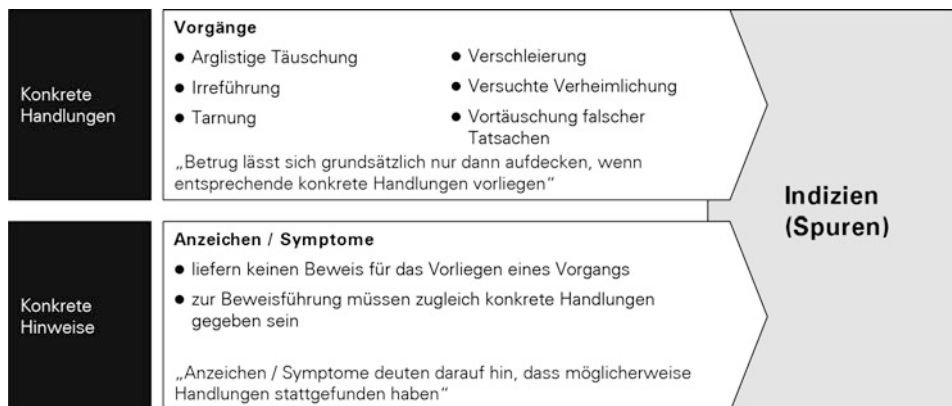 Konkrete
Handlungen
Vorgänge
● Arglistige Täuschung
● Irreführung
● Tarnung
● Verschleierung
● Versuchte Verheimlichung
● Vortäuschung falscher
Tatsachen
„Betrug lässt sich grundsätzlich nur dann aufdecken, wenn
entsprechende konkrete Handlungen vorliegen“
Konkrete
Hinweise
Anzeichen / Symptome
● liefern keinen Beweis für das Vorliegen eines Vorgangs
● zur Beweisführung müssen zugleich konkrete Handlungen
gegeben sein
„Anzeichen / Symptome deuten darauf hin, dass möglicherweise
Handlungen stattgefunden haben“
Indizien
(Spuren)